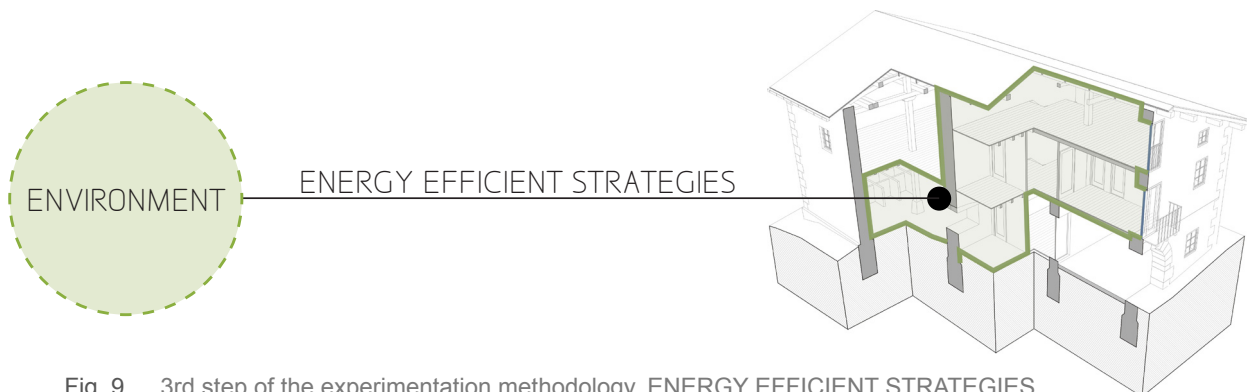 ENVIRONMENT
ENERGY EFFICIENT STRATEGIES
Fig. 9. 3rd step of the experimentation methodology. ENERGY EFFICIENT STRATEGIES